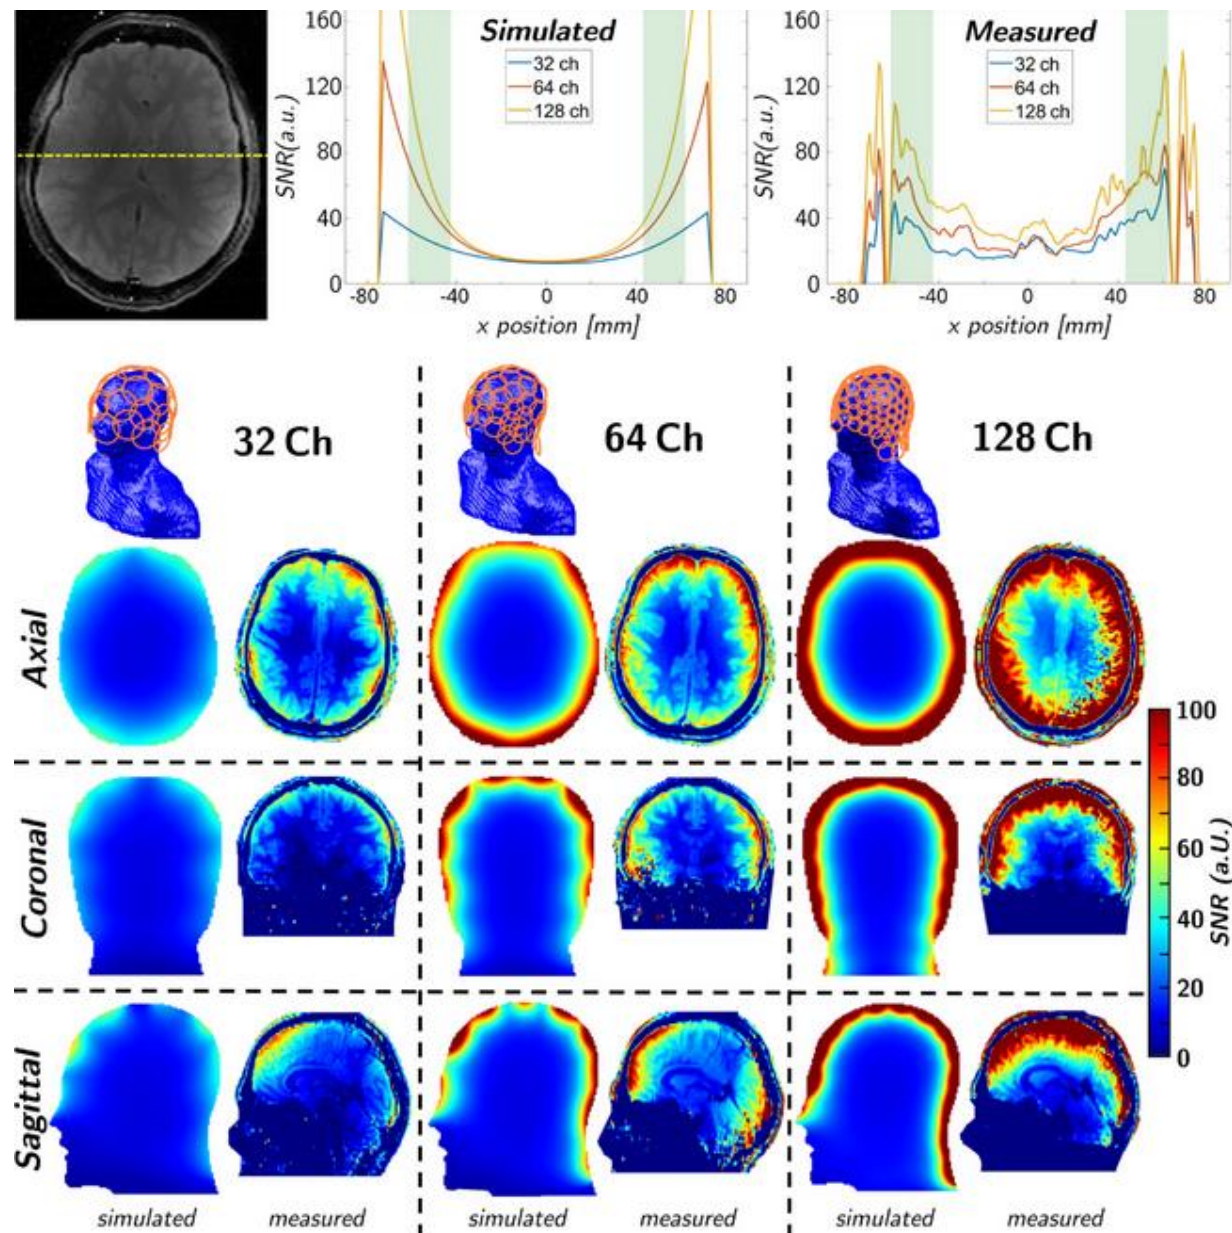 Simulated
32 ch
64 ch
128 ch
SNR(a.u.)
160
120
80
40
0
-80
-40
0
40
80
x position [mm]
Measured
32 ch
64 ch
128 ch
SNR(a.u.)
160
120
80
40
0
-80
-40
0
40
80
x position [mm]
32 Ch
64 Ch
128 Ch
Axial
Coronal
Sagittal
100
80
60
40
20
0
SNR (a.U.)
simulated
measured
simulated
measured
simulated
measured